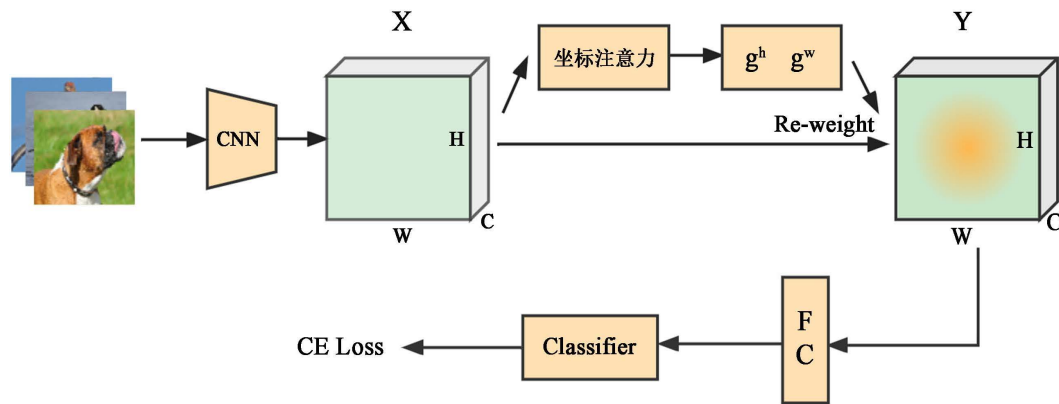 X
Y
坐标注意力
g^h g^w
CNN
Re-weight
H
H
C
C
W
W
F
C
CE Loss
Classifier